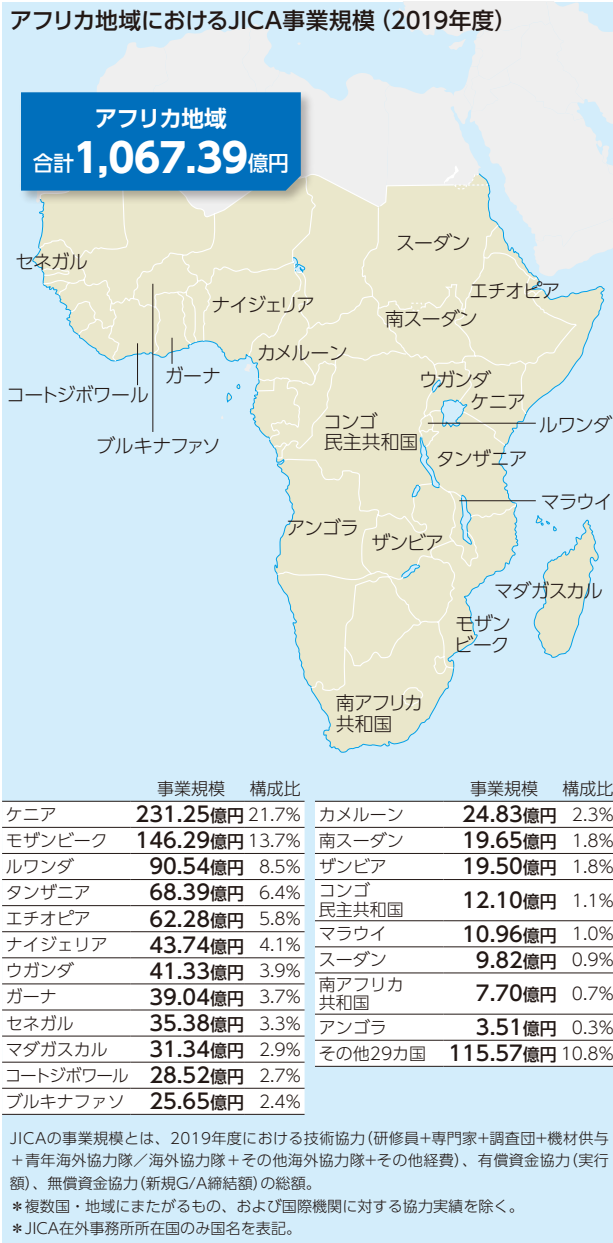 アフリカ地域におけるJICA事業規模（2019年度）
アフリカ地域
合計1,067.39億円
スーダン
セネガル
エチオピア
ナイジェリア
南スーダン
カメルーン
ガーナ
ウガンダ
コートジボワール
ケニア
コンゴ
民主共和国
ルワンダ
ブルキナファソ
タンザニア
マラウイ
アンゴラ
ザンビア
マダガスカル
モザン
ビーク
南アフリカ
共和国
事業規模 構成比
ケニア 231.25億円 21.7%
モザンビーク 146.29億円 13.7%
ルワンダ 90.54億円 8.5%
タンザニア 68.39億円 6.4%
エチオピア 62.28億円 5.8%
ナイジェリア 43.74億円 4.1%
ウガンダ 41.33億円 3.9%
ガーナ 39.04億円 3.7%
セネガル 35.38億円 3.3%
マダガスカル 31.34億円 2.9%
コートジボワール 28.52億円 2.7%
ブルキナファソ 25.65億円 2.4%
事業規模 構成比
カメルーン 24.83億円 2.3%
南スーダン 19.65億円 1.8%
ザンビア 19.50億円 1.8%
コンゴ
民主共和国 12.10億円 1.1%
マラウイ 10.96億円 1.0%
スーダン 9.82億円 0.9%
南アフリカ
共和国 7.70億円 0.7%
アンゴラ 3.51億円 0.3%
その他29カ国 115.57億円 10.8%
JICAの事業規模とは、2019年度における技術協力（研修員＋専門家＋調査団＋機材供与
＋青年海外協力隊／海外協力隊＋その他海外協力隊＋その他経費）、有償資金協力（実行
額）、無償資金協力（新規G/A締結額）の総額。
＊複数国・地域にまたがるもの、および国際機関に対する協力実績を除く。
＊JICA在外事務所所在国のみ国名を表記。